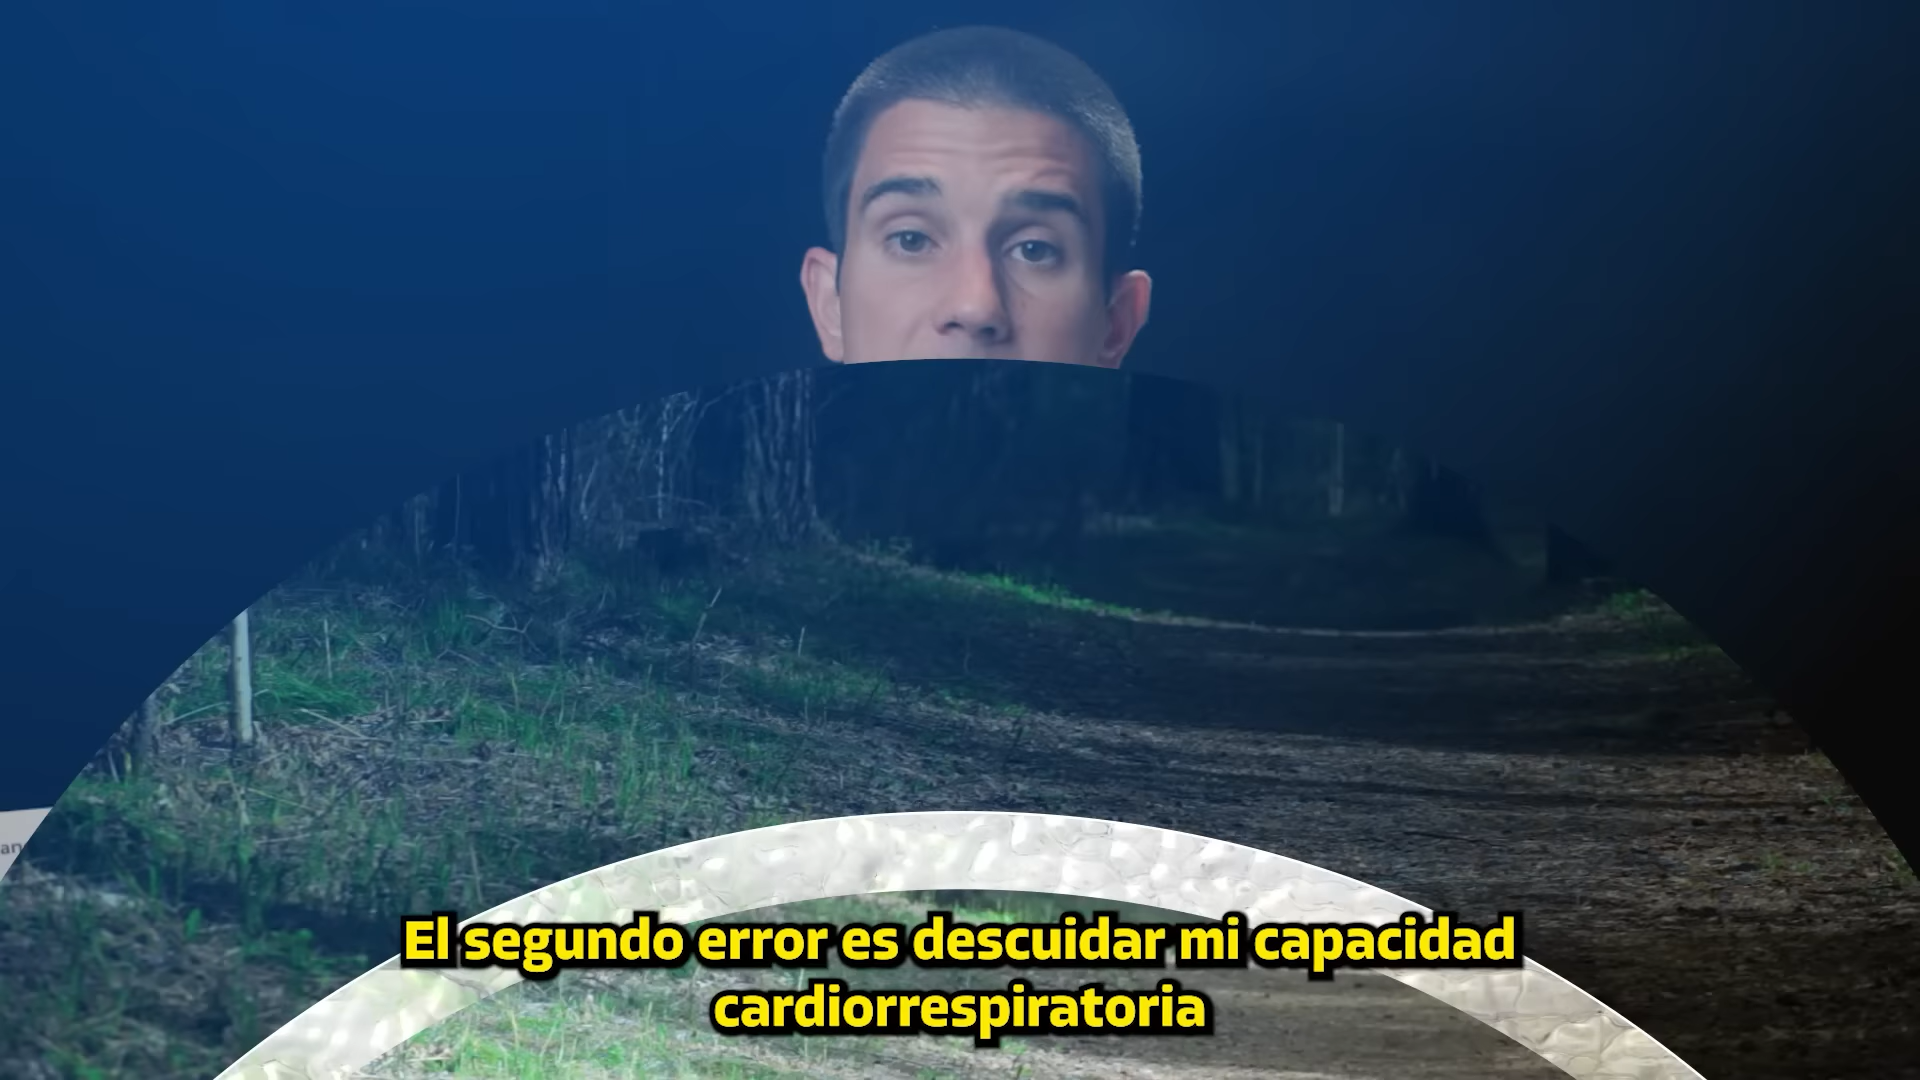 El segundo error es descuidar mi capacidad
cardiorrespiratoria